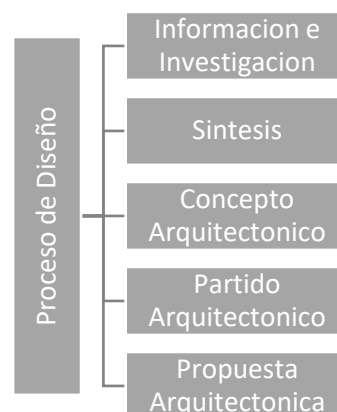 Proceso de Diseño
Informacion e
Investigacion
Sintesis
Concepto
Arquitectonico
Partido
Arquitectonico
Propuesta
Arquitectonica